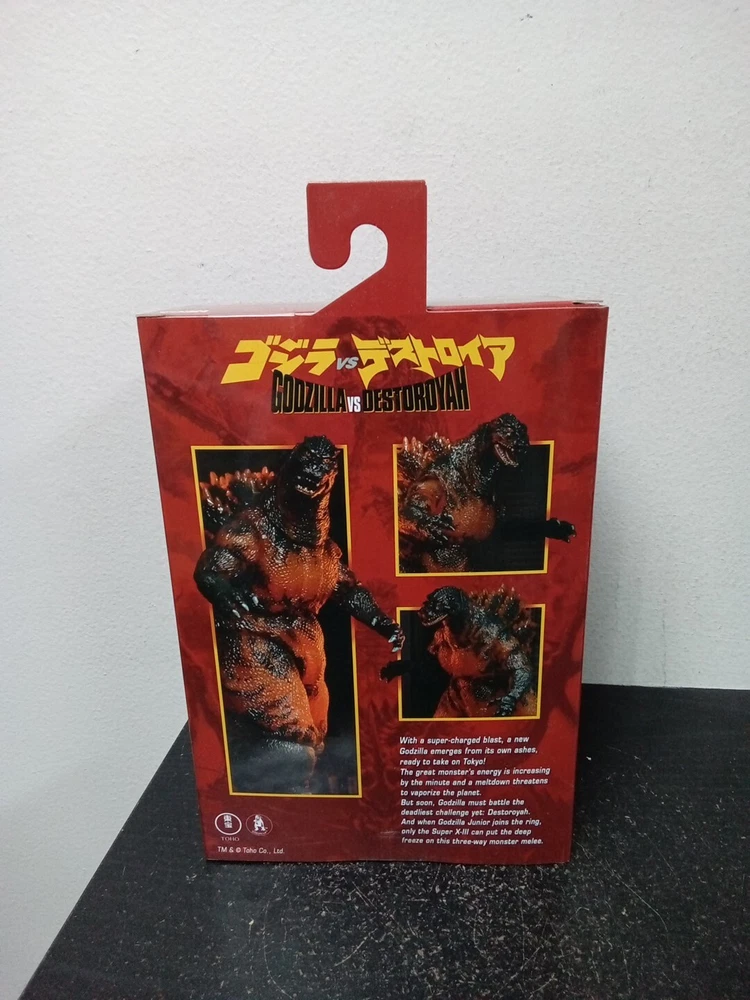 ゴジラVSデストロイア
GODZILLA VS DESTOROYAH
With a super-charged blast, a new
Godzilla emerges from its own ashes,
ready to take on Tokyo!
The great monster's energy is increasing
by the minute and a meltdown threatens
to vaporize the planet.
But soon, Godzilla must battle the
deadliest challenge yet: Destoroyah.
And when Godzilla Junior joins the ring,
only the Super X-III can put the deep
freeze on this three-way monster melee.
東宝
TOHO
TM & © Toho Co., Ltd.